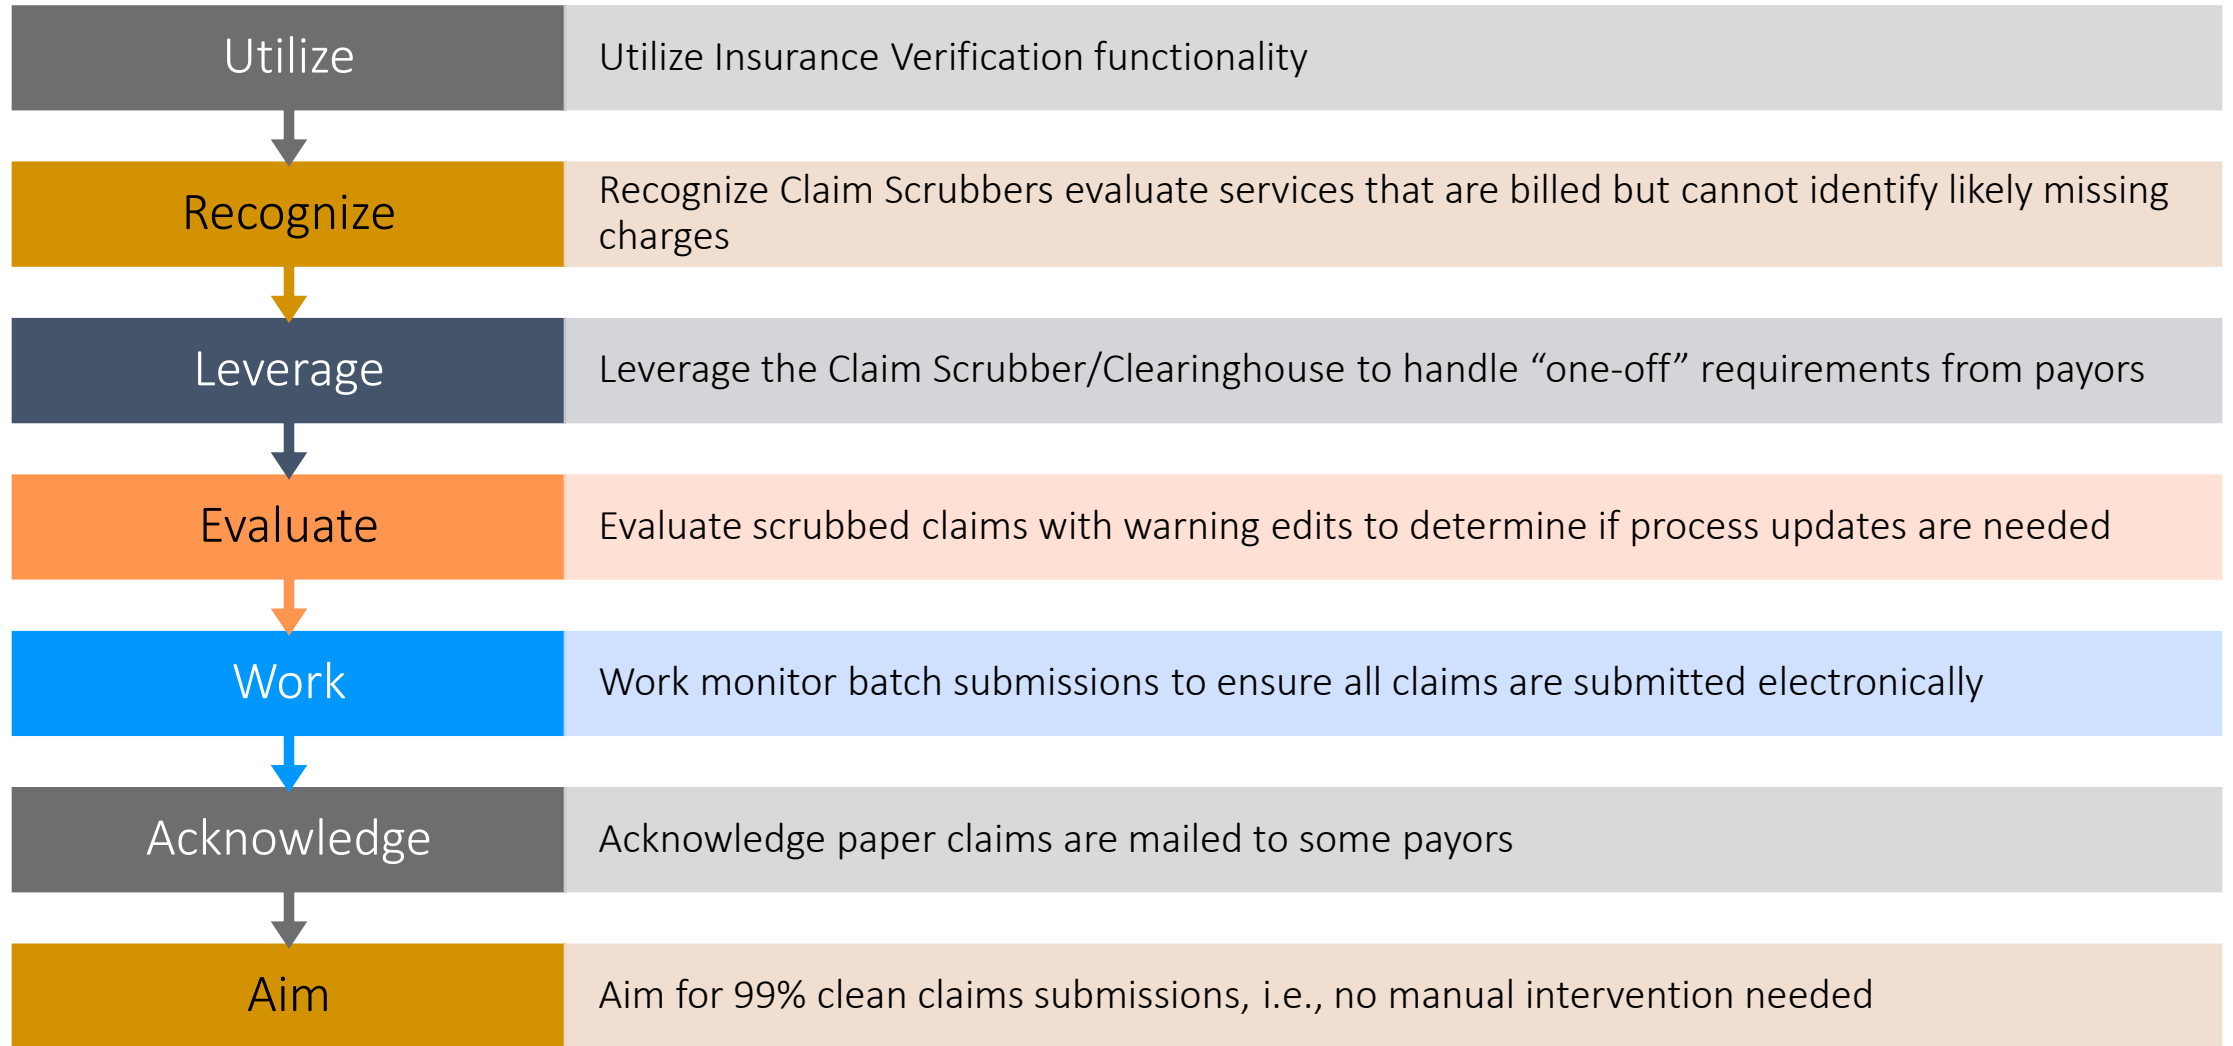 Utilize
Utilize Insurance Verification functionality
Recognize
Recognize Claim Scrubbers evaluate services that are billed but cannot identify likely missing
charges
Leverage
Leverage the Claim Scrubber/Clearinghouse to handle “one-off” requirements from payors
Evaluate
Evaluate scrubbed claims with warning edits to determine if process updates are needed
Work
Work monitor batch submissions to ensure all claims are submitted electronically
Acknowledge
Acknowledge paper claims are mailed to some payors
Aim
Aim for 99% clean claims submissions, i.e., no manual intervention needed